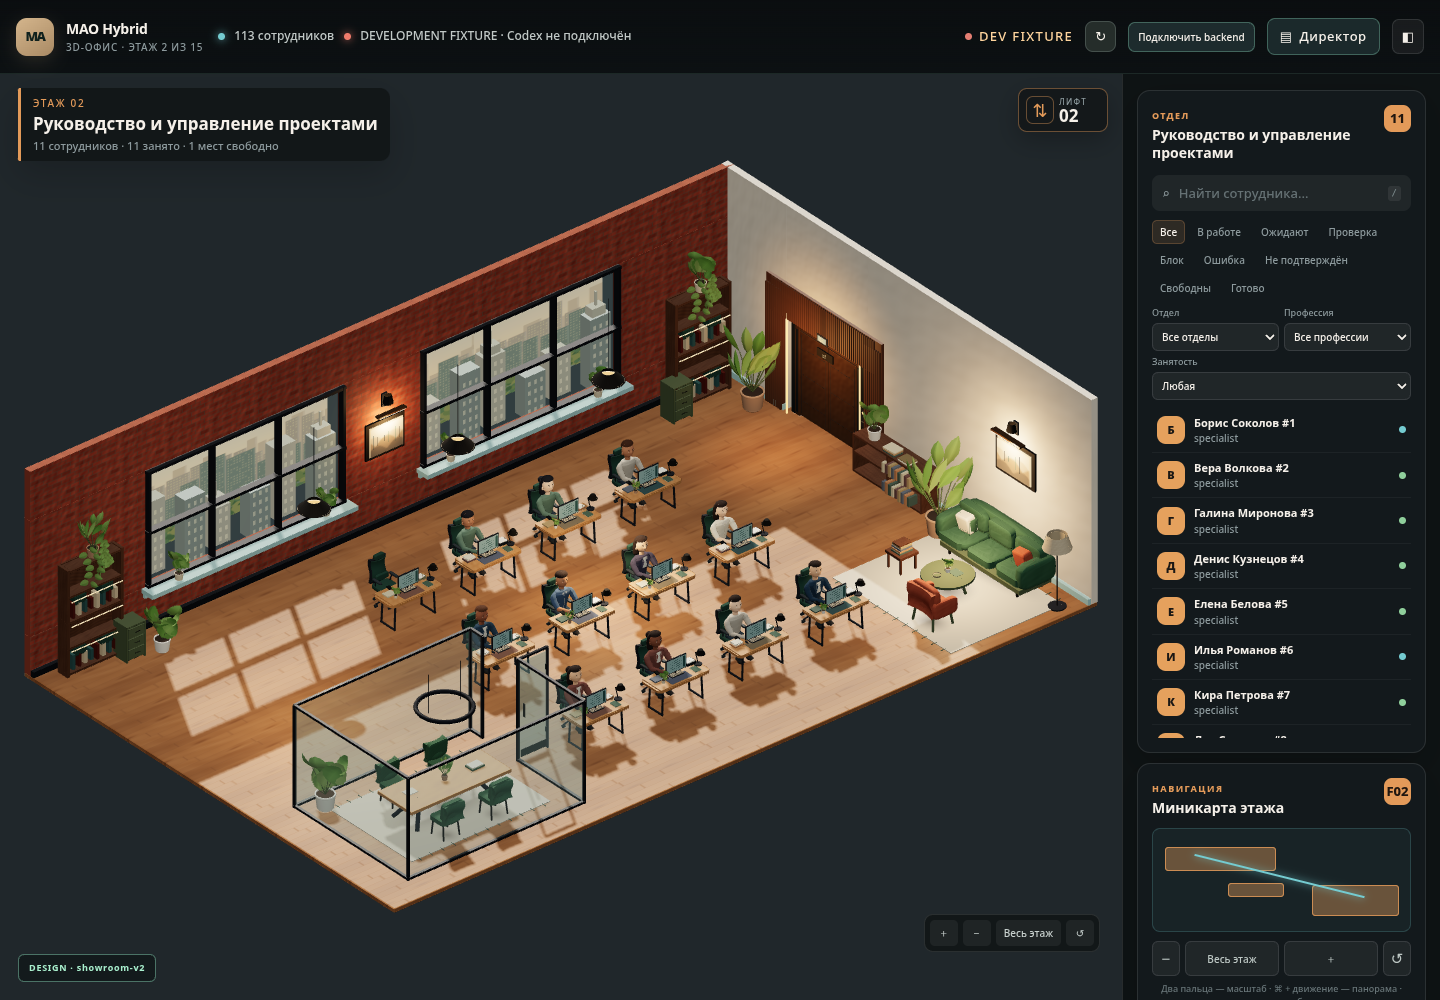 MA
MAO Hybrid
3D-ОФИС · ЭТАЖ 2 ИЗ 15
113 сотрудников
DEVELOPMENT FIXTURE · Codex не подключён
DEV FIXTURE
Подключить backend
Директор
ЭТАЖ 02
Руководство и управление проектами
11 сотрудников · 11 занято · 1 мест свободно
ЛИФТ
02
ОТДЕЛ
11
Руководство и управление
проектами
Найти сотрудника...
/
Все
В работе
Ожидают
Проверка
Блок
Ошибка
Не подтверждён
Свободны
Готово
Отдел
Профессия
Все отделы
Все профессии
Занятость
Любая
Б
Борис Соколов #1
specialist
В
Вера Волкова #2
specialist
Г
Галина Миронова #3
specialist
Д
Денис Кузнецов #4
specialist
Е
Елена Белова #5
specialist
И
Илья Романов #6
specialist
К
Кира Петрова #7
specialist
НАВИГАЦИЯ
F02
Миникарта этажа
+
−
Весь этаж
↺
−
Весь этаж
+
↺
Два пальца — масштаб · ⌘ + движение — панорама ·
DESIGN · showroom-v2